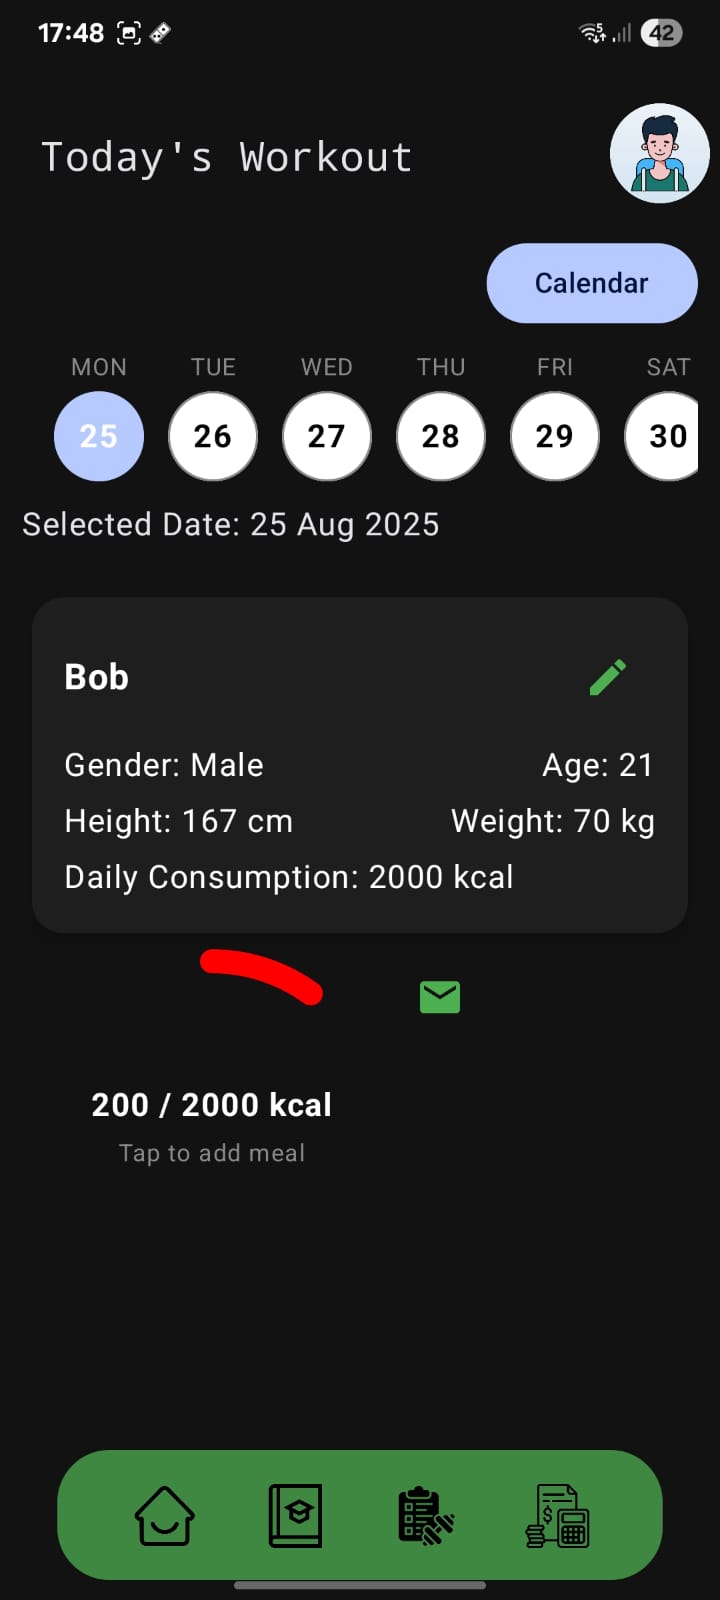 17:48
5
42
Today's Workout
Calendar
MON TUE WED THU FRI SAT
25 26 27 28 29 30
Selected Date: 25 Aug 2025
Bob
Gender: Male Age: 21
Height: 167 cm Weight: 70 kg
Daily Consumption: 2000 kcal
200 / 2000 kcal
Tap to add meal
$